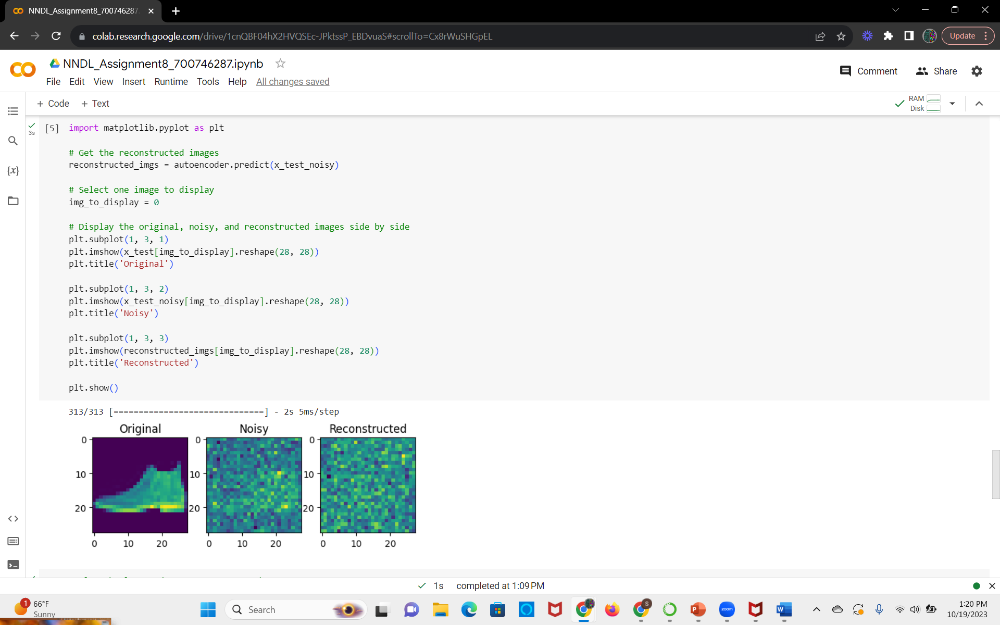 NNDL_Assignment8_700746287.
colab.research.google.com/drive/1cnQBF04hX2HVQSEc-JPktssP_EBDvuaS#scrollTo=Cx8rWuSHGpEL
Update
NNDL_Assignment8_700746287.ipynb
Comment
Share
File Edit View Insert Runtime Tools Help All changes saved
+ Code + Text
RAM
Disk
3s
[5] import matplotlib.pyplot as plt
# Get the reconstructed images
reconstructed_imgs = autoencoder.predict(x_test_noisy)
# Select one image to display
img_to_display = 0
# Display the original, noisy, and reconstructed images side by side
plt.subplot(1, 3, 1)
plt.imshow(x_test[img_to_display].reshape(28, 28))
plt.title('Original')
plt.subplot(1, 3, 2)
plt.imshow(x_test_noisy[img_to_display].reshape(28, 28))
plt.title('Noisy')
plt.subplot(1, 3, 3)
plt.imshow(reconstructed_imgs[img_to_display].reshape(28, 28))
plt.title('Reconstructed')
plt.show()
313/313 [==============================] - 2s 5ms/step
Original Noisy Reconstructed
0 0 0
10 10 10
20 20 20
0 10 20 0 10 20 0 10 20
1s completed at 1:09 PM
1
66°F
Sunny
Search
S
zoom
1:20 PM
10/19/2023